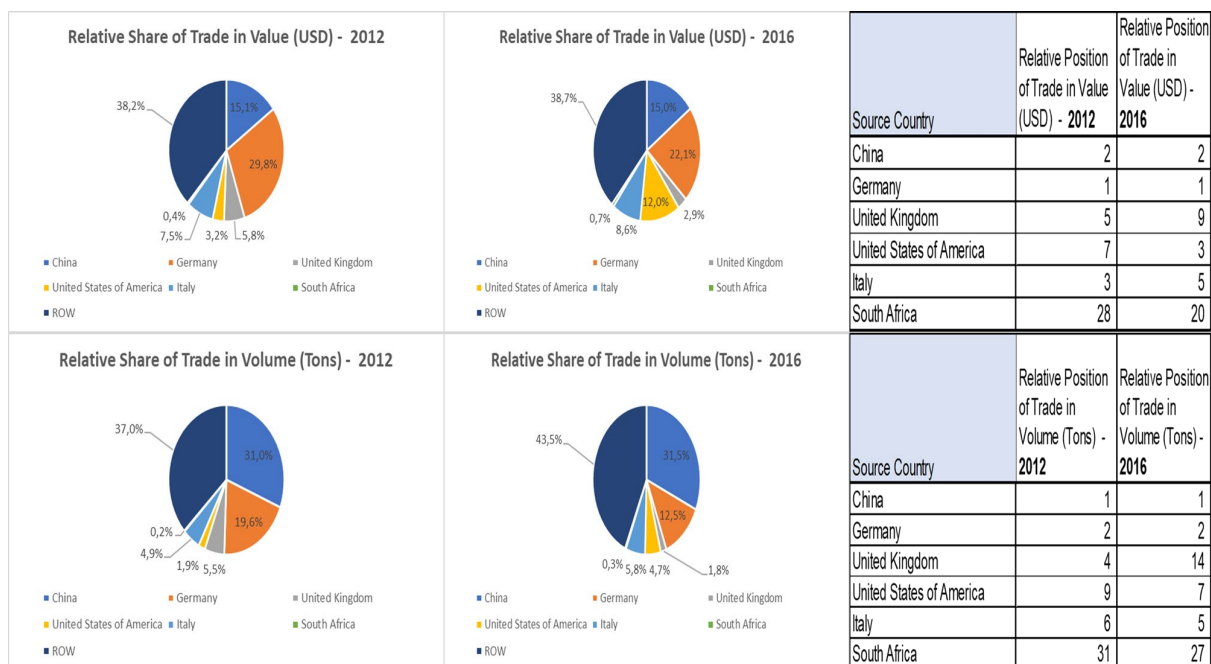 Relative Share of Trade in Value (USD) -  2012
38,2%
15,1%
29,8%
0,4%
7,5%
3,2%
5,8%
China
Germany
United Kingdom
United States of America
Italy
South Africa
ROW
Relative Share of Trade in Value (USD) -  2016
38,7%
15,0%
22,1%
12,0%
0,7%
8,6%
2,9%
China
Germany
United Kingdom
United States of America
Italy
South Africa
ROW
Source Country
Relative Position
of Trade in Value
(USD) - 2012
Relative Position
of Trade in
Value (USD) -
2016
China 2 2
Germany 1 1
United Kingdom 5 9
United States of America 7 3
Italy 3 5
South Africa 28 20
Relative Share of Trade in Volume (Tons) -  2012
37,0%
31,0%
19,6%
0,2%
4,9%
1,9%
5,5%
China
Germany
United Kingdom
United States of America
Italy
South Africa
ROW
Relative Share of Trade in Volume (Tons) -  2016
43,5%
31,5%
12,5%
0,3%
5,8%
4,7%
1,8%
China
Germany
United Kingdom
United States of America
Italy
South Africa
ROW
Source Country
Relative Position
of Trade in
Volume (Tons) -
2012
Relative Position
of Trade in
Volume (Tons) -
2016
China 1 1
Germany 2 2
United Kingdom 4 14
United States of America 9 7
Italy 6 5
South Africa 31 27